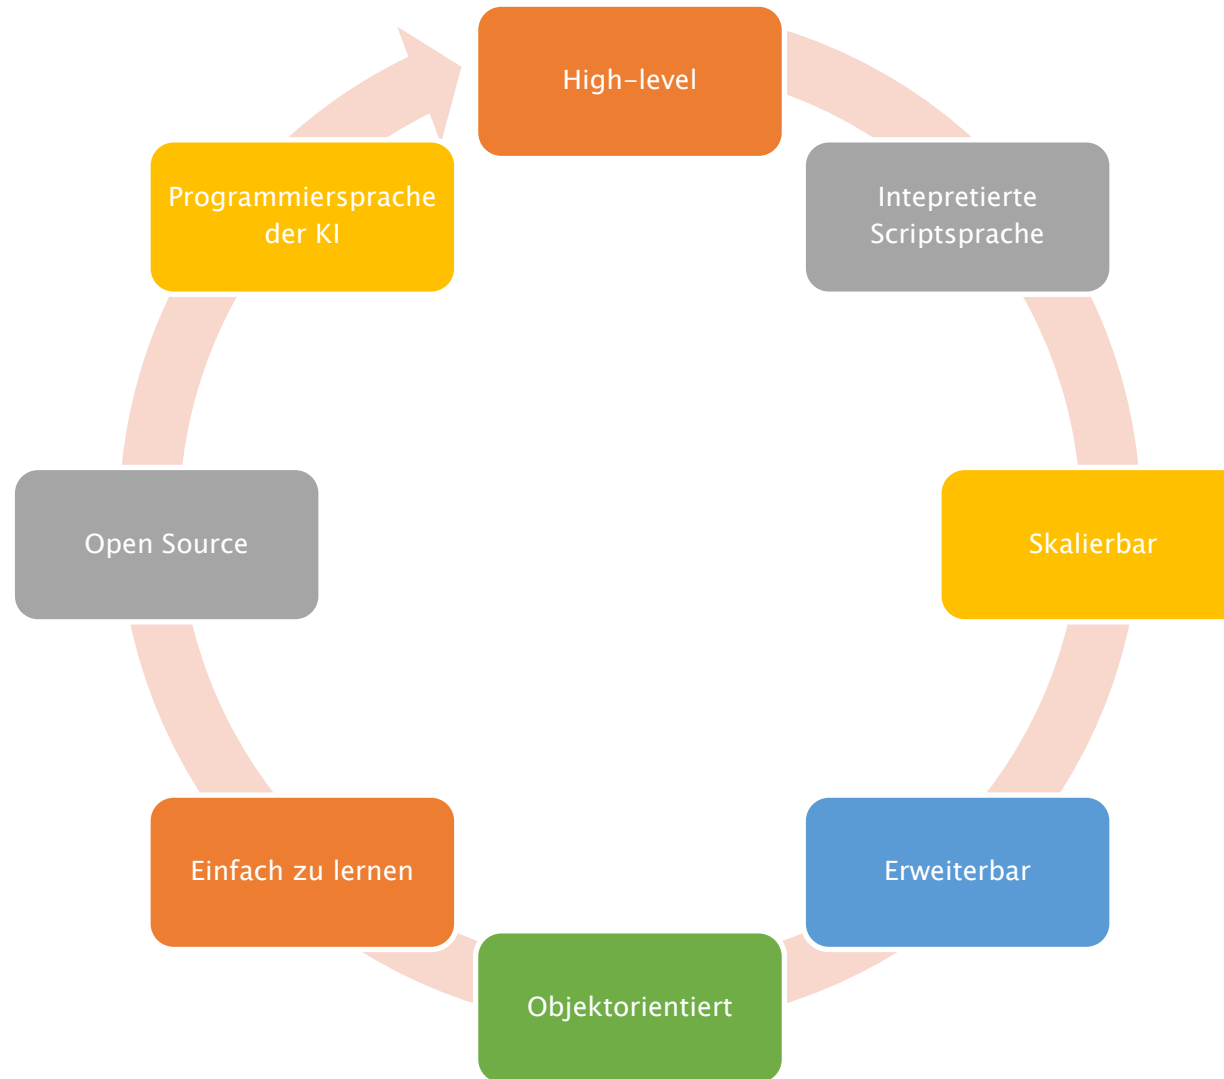 High-level
Intepretierte
Scriptsprache
Skalierbar
Erweiterbar
Objektorientiert
Einfach zu lernen
Open Source
Programmiersprache
der KI